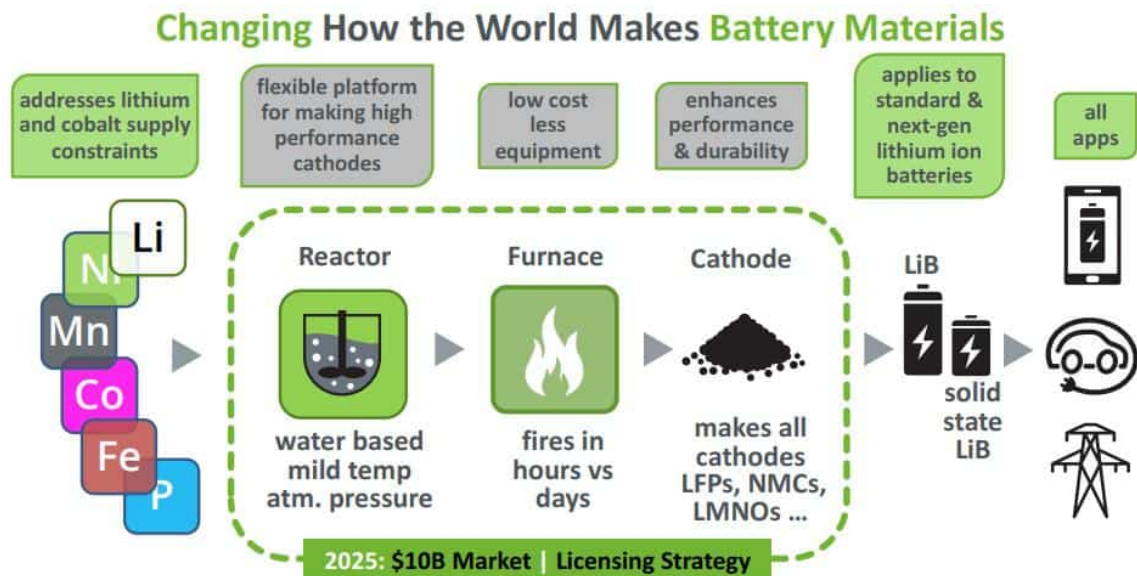 Changing How the World Makes Battery Materials
addresses lithium
and cobalt supply
constraints
flexible platform
for making high
performance
cathodes
low cost
less
equipment
enhances
performance
& durability
applies to
standard &
next-gen
lithium ion
batteries
all
apps
Li
Ni
Mn
Co
Fe
P
Reactor
water based
mild temp
atm. pressure
Furnace
fires in
hours vs
days
Cathode
makes all
cathodes
LFPs, NMCs,
LMNOs ...
LiB
solid
state
LiB
2025: $10B Market | Licensing Strategy